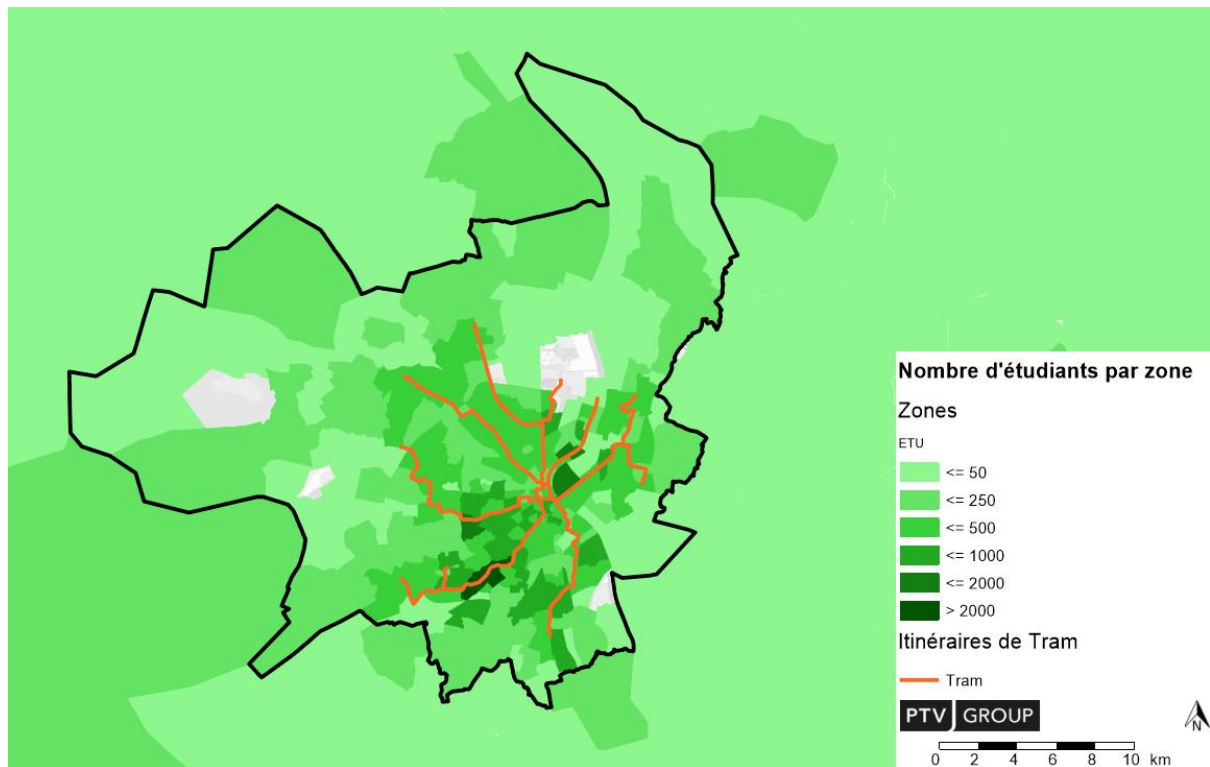 Nombre d'étudiants par zone
Zones
ETU
<= 50
<= 250
<= 500
<= 1000
<= 2000
> 2000
Itinéraires de Tram
Tram
PTV GROUP
N
0 2 4 6 8 10 km